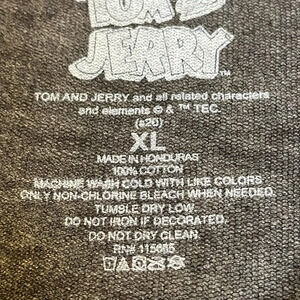 TOM &
JERRY™
TOM AND JERRY and all related characters
and elements © & ™ TEC.
(s20)
XL
MADE IN HONDURAS
100% COTTON
MACHINE WASH COLD WITH LIKE COLORS
ONLY NON-CHLORINE BLEACH WHEN NEEDED.
TUMBLE DRY LOW.
DO NOT IRON IF DECORATED.
DO NOT DRY CLEAN.
RN# 115665